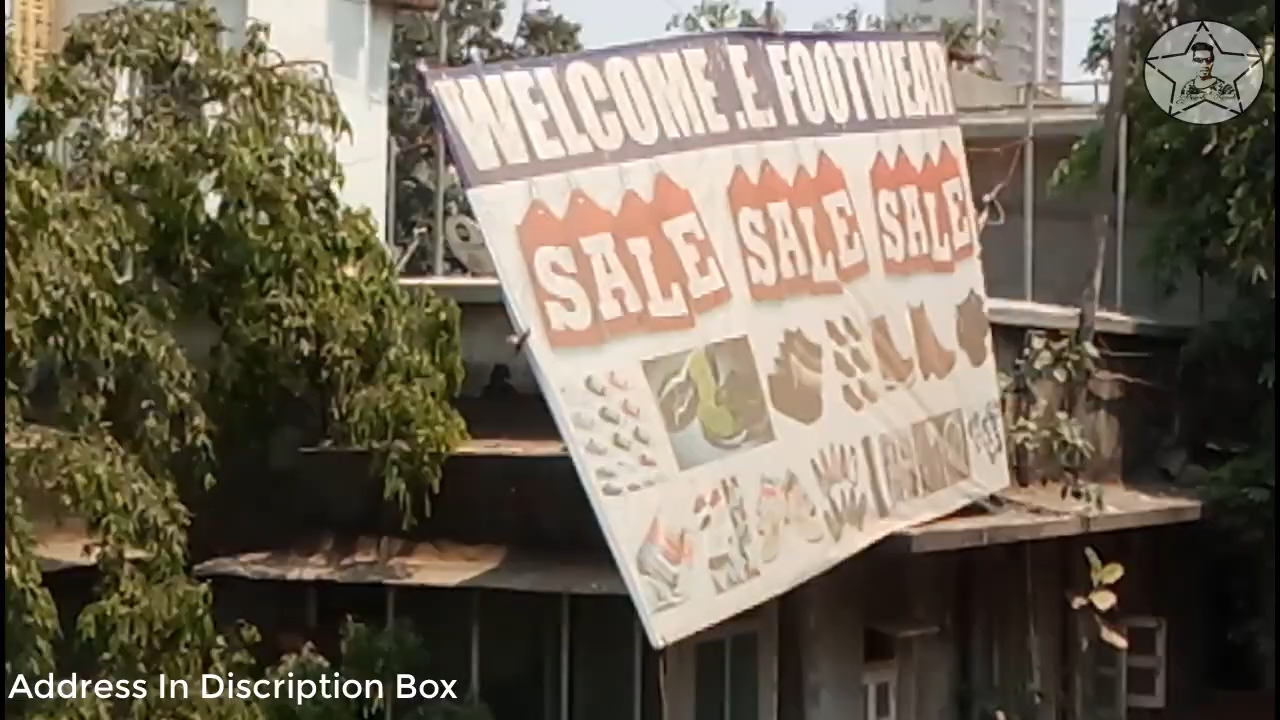 WELCOME .E. FOOTWEAR
SALE SALE SALE
Address In Discription Box